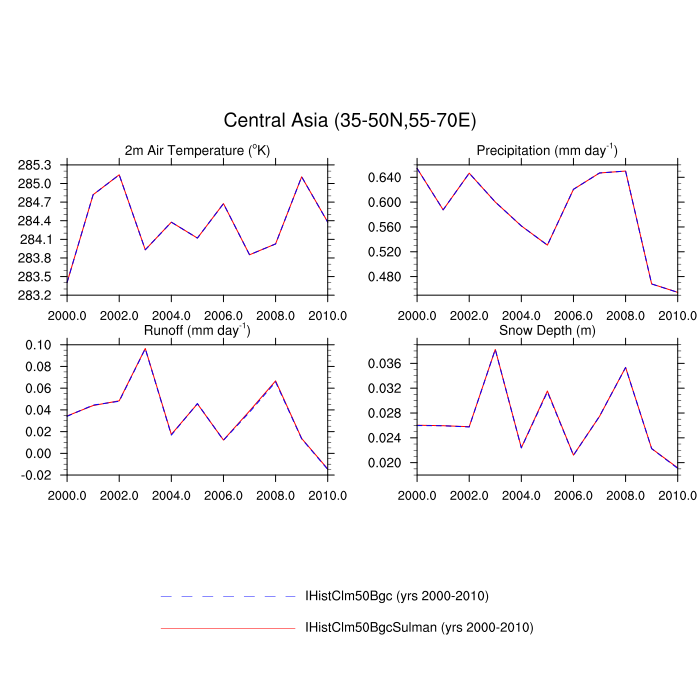 Central Asia (35-50N,55-70E)
2m Air Temperature (°K)
285.3
285.0
284.7
284.4
284.1
283.8
283.5
283.2
2000.0 2002.0 2004.0 2006.0 2008.0 2010.0
Precipitation (mm day⁻¹)
0.640
0.600
0.560
0.520
0.480
2000.0 2002.0 2004.0 2006.0 2008.0 2010.0
Runoff (mm day⁻¹)
0.10
0.08
0.06
0.04
0.02
0.00
-0.02
2000.0 2002.0 2004.0 2006.0 2008.0 2010.0
Snow Depth (m)
0.036
0.032
0.028
0.024
0.020
2000.0 2002.0 2004.0 2006.0 2008.0 2010.0
IHistClm50Bgc (yrs 2000-2010)
IHistClm50BgcSulman (yrs 2000-2010)